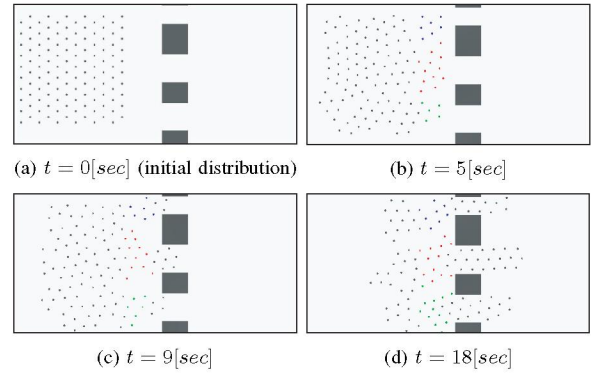 (a) t = 0[sec] (initial distribution)
(b) t = 5[sec]
(c) t = 9[sec]
(d) t = 18[sec]